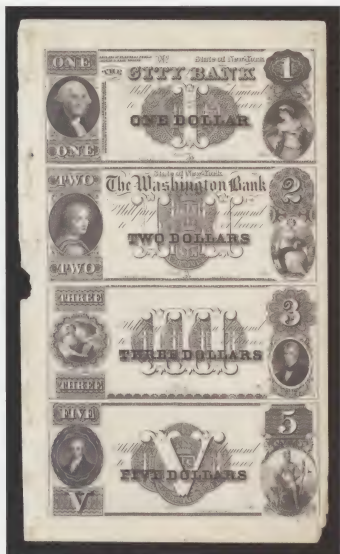 ONE No State of New-York 1
THE CITY BANK
Will pay on demand
to bearer
ONE DOLLAR
ONE
TWO State of New-York 2
The Washington Bank
Will pay on demand
to or bearer
TWO DOLLARS
TWO
THREE 3
Will pay on demand
to or bearer
THREE DOLLARS
THREE
FIVE 5
Will pay on demand
to or bearer
V
FIVE DOLLARS
V